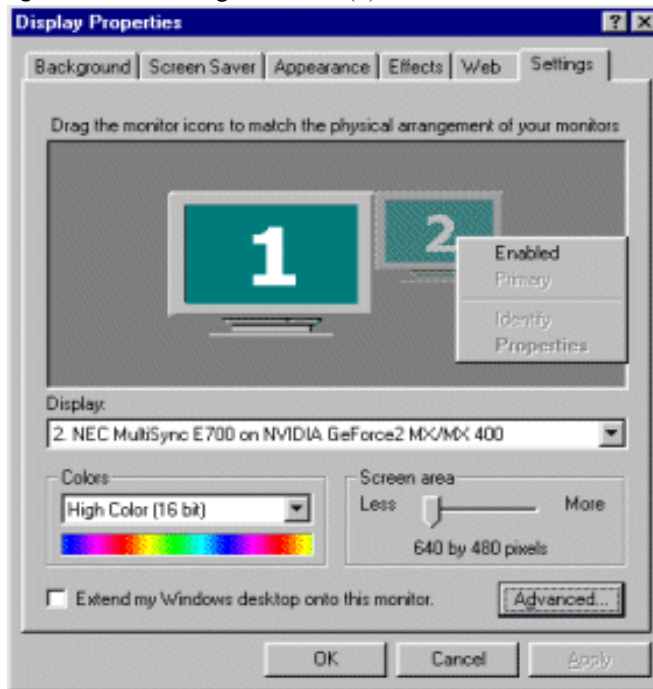 Display Properties
Background Screen Saver Appearance Effects Web Settings
Drag the monitor icons to match the physical arrangement of your monitors
1 2
Enabled
Primary
Identify
Properties
Display:
2. NEC MultiSync E700 on NVIDIA GeForce2 MX/MX 400
Colors Screen area
High Color (16 bit) Less More
640 by 480 pixels
Extend my Windows desktop onto this monitor. Advanced...
OK Cancel Apply